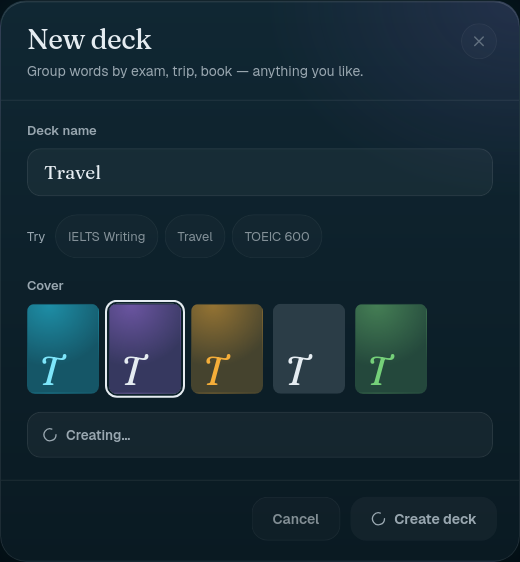 New deck
Group words by exam, trip, book — anything you like.
Deck name
Travel
Try IELTS Writing Travel TOEIC 600
Cover
T T T T T
Creating…
Cancel Create deck